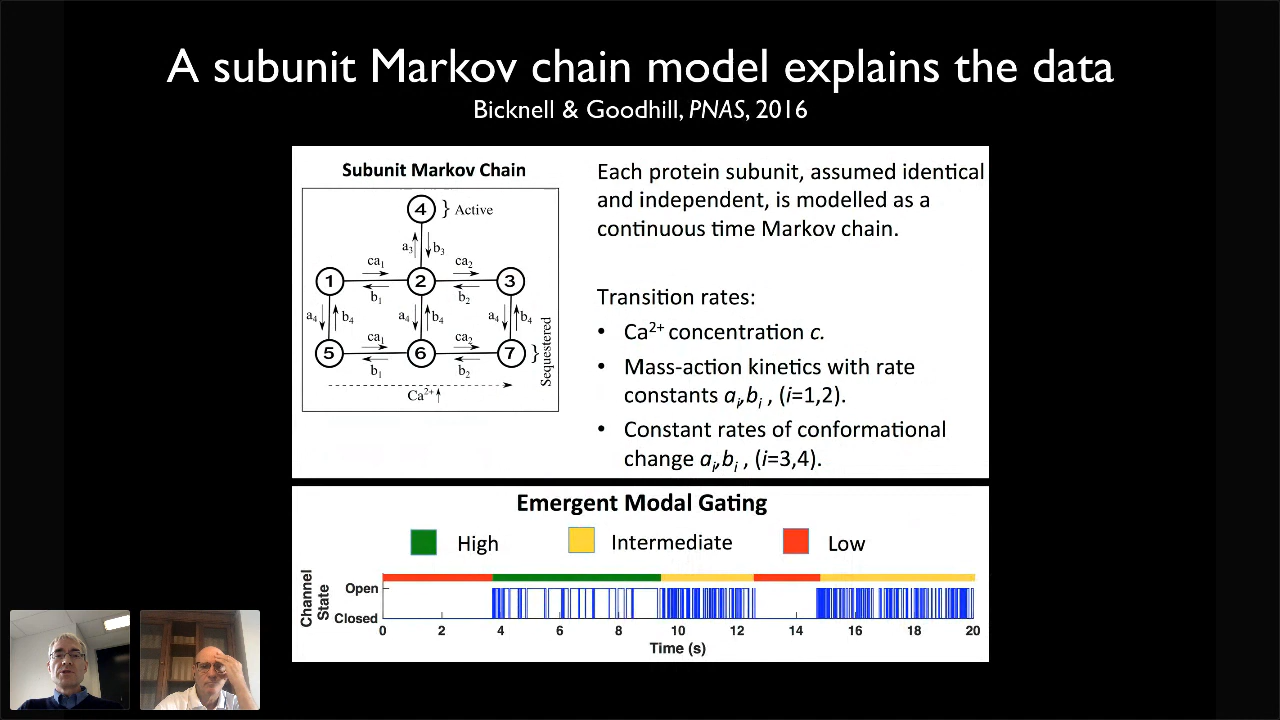 A subunit Markov chain model explains the data
Bicknell & Goodhill, PNAS, 2016
Subunit Markov Chain
4 } Active
a3 b3
ca1 ca2
1 2 3
b1 b2
a4 b4 a4 b4 a4 b4
ca1 ca2
5 6 7 }
b1 b2
Sequestered
Ca2+↑
Each protein subunit, assumed identical
and independent, is modelled as a
continuous time Markov chain.
Transition rates:
• Ca2+ concentration c.
• Mass-action kinetics with rate
constants ai,bi , (i=1,2).
• Constant rates of conformational
change ai,bi , (i=3,4).
Emergent Modal Gating
High Intermediate Low
Channel
State
Open
Closed
0 2 4 6 8 10 12 14 16 18 20
Time (s)